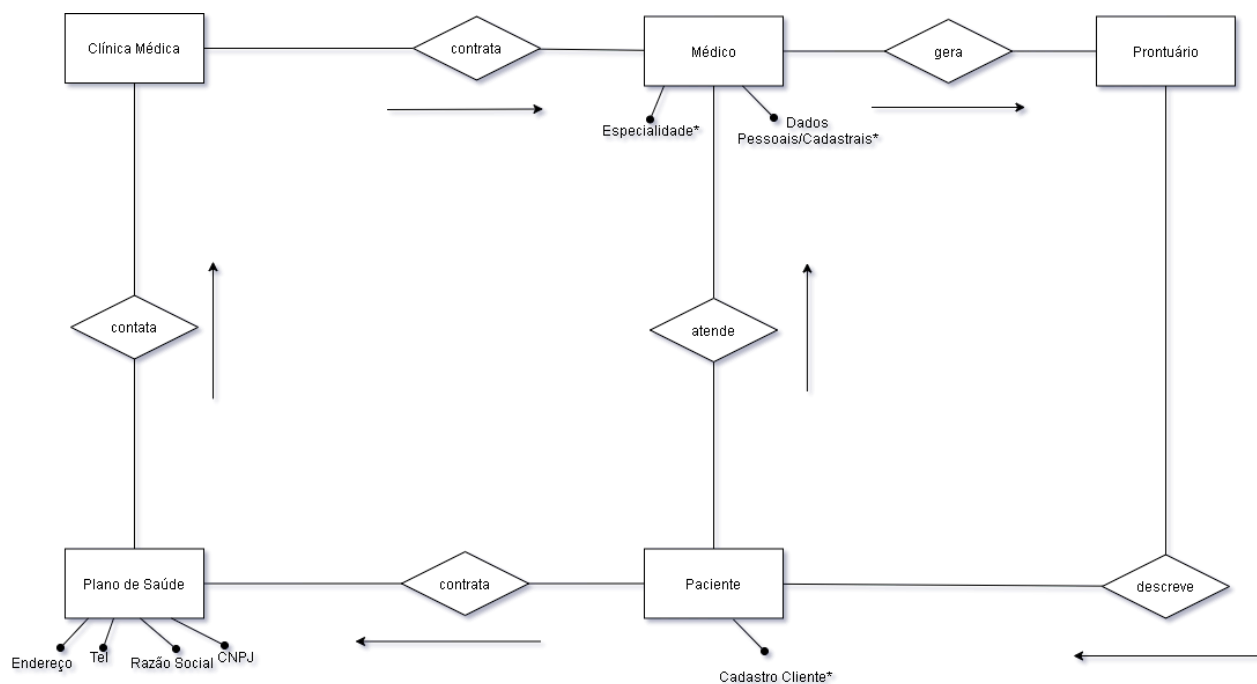 Clínica Médica
contrata
Médico
gera
Prontuário
Especialidade*
Dados
Pessoais/Cadastrais*
contata
atende
Plano de Saúde
contrata
Paciente
descreve
Endereço
Tel
Razão Social
CNPJ
Cadastro Cliente*